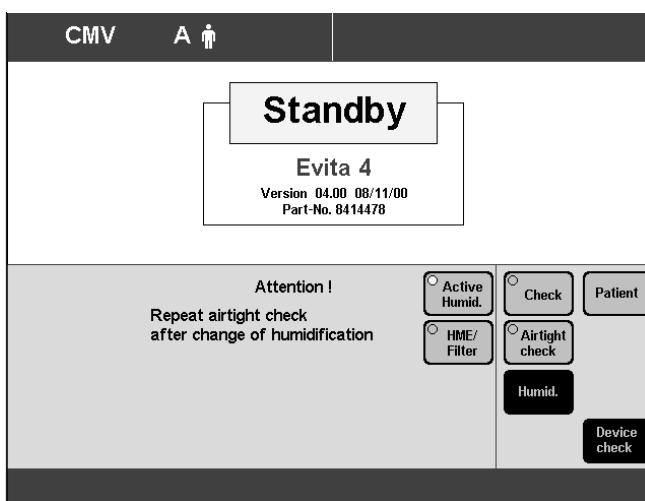 CMV A
Standby
Evita 4
Version 04.00 08/11/00
Part-No. 8414478
Attention !
Repeat airtight check
after change of humidification
Active
Humid.
HME/
Filter
Check
Airtight
check
Humid.
Patient
Device
check